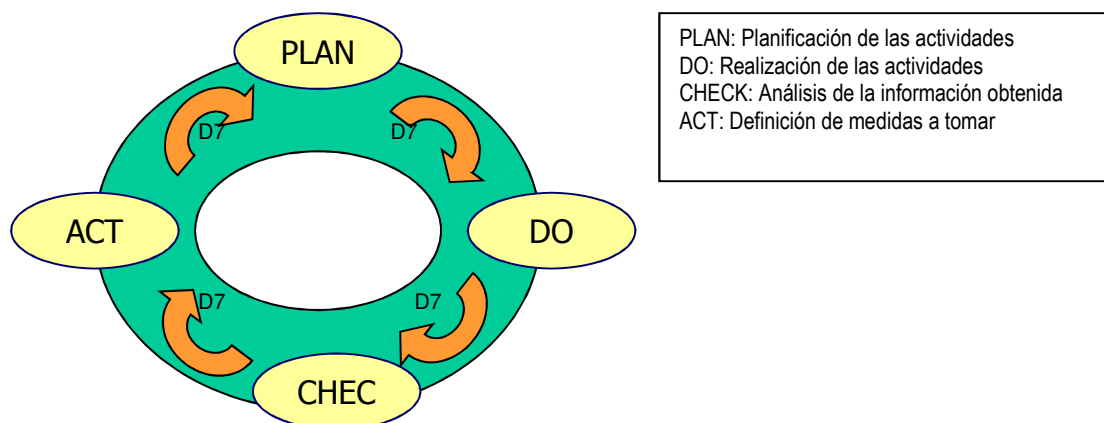 PLAN
D7
D7
ACT
DO
D7
D7
CHEC
PLAN: Planificación de las actividades
DO: Realización de las actividades
CHECK: Análisis de la información obtenida
ACT: Definición de medidas a tomar